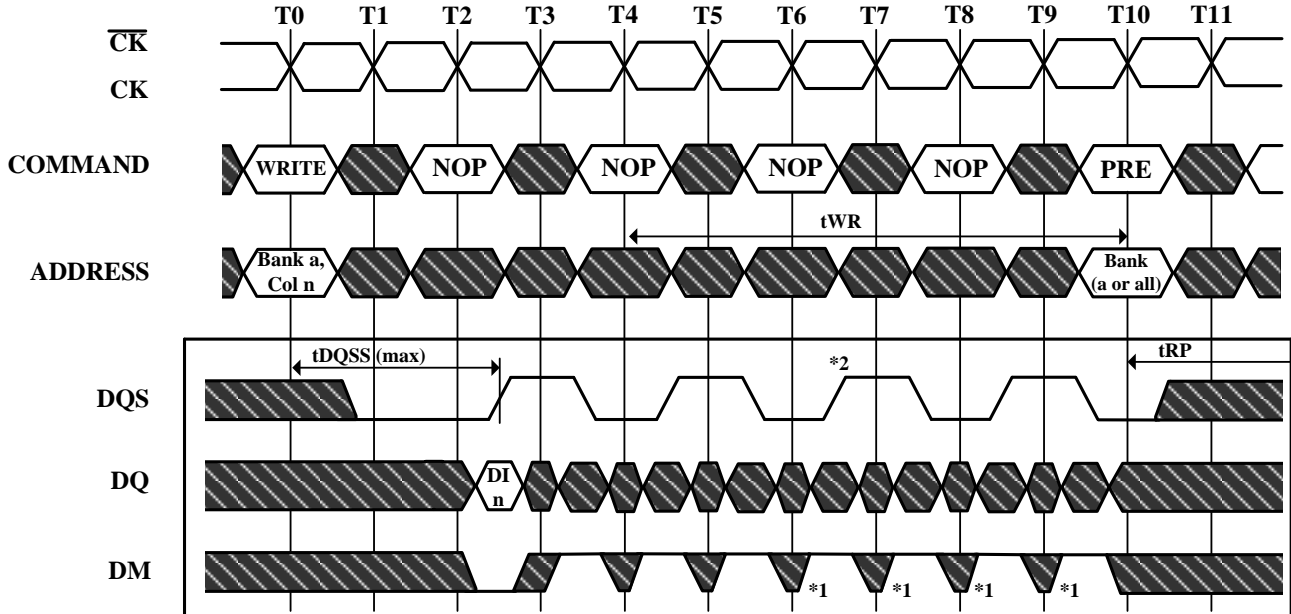 T0 T1 T2 T3 T4 T5 T6 T7 T8 T9 T10 T11
CK
CK
COMMAND WRITE NOP NOP NOP NOP PRE
tWR
ADDRESS Bank a, Col n Bank (a or all)
tDQSS (max) *2 tRP
DQS
DQ DI n
DM *1 *1 *1 *1